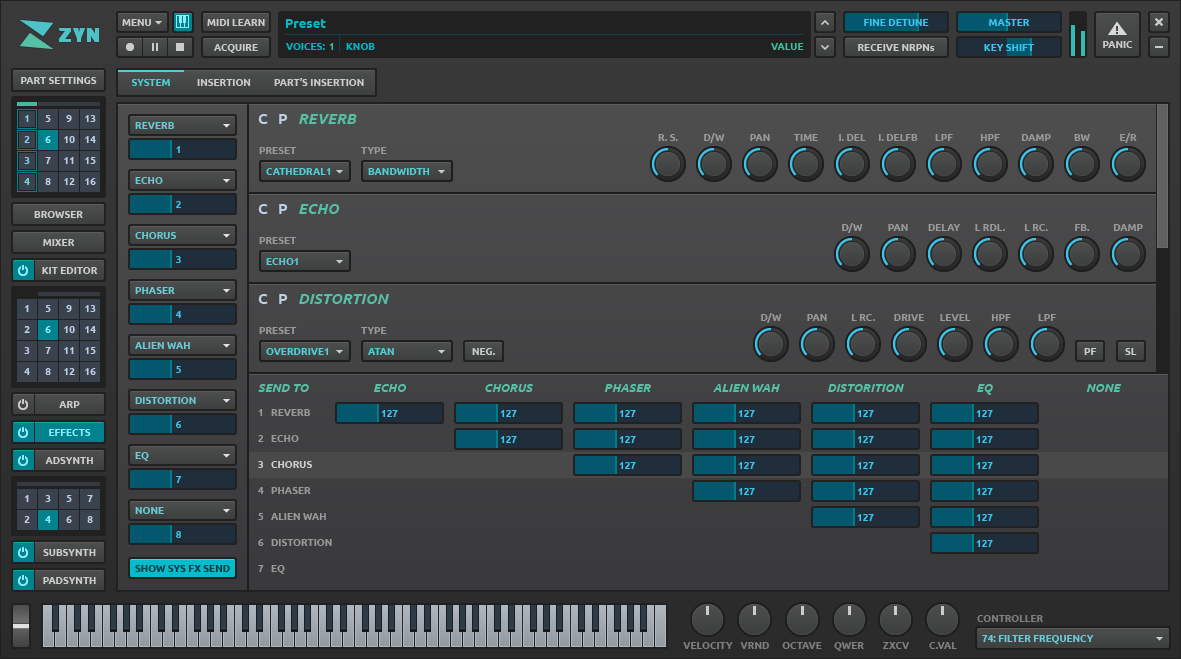 ZYN
MENU
MIDI LEARN
ACQUIRE
Preset
VOICES: 1 KNOB VALUE
FINE DETUNE
MASTER
RECEIVE NRPNs
KEY SHIFT
PANIC
PART SETTINGS
1 5 9 13
2 6 10 14
3 7 11 15
4 8 12 16
BROWSER
MIXER
KIT EDITOR
1 5 9 13
2 6 10 14
3 7 11 15
4 8 12 16
ARP
EFFECTS
ADSYNTH
1 3 5 7
2 4 6 8
SUBSYNTH
PADSYNTH
SYSTEM INSERTION PART'S INSERTION
REVERB
1
ECHO
2
CHORUS
3
PHASER
4
ALIEN WAH
5
DISTORTION
6
EQ
7
NONE
8
SHOW SYS FX SEND
C P REVERB
PRESET TYPE
CATHEDRAL1 BANDWIDTH
R. S. D/W PAN TIME I. DEL I. DELFB LPF HPF DAMP BW E/R
C P ECHO
PRESET
ECHO1
D/W PAN DELAY L RDL. L RC. FB. DAMP
C P DISTORTION
PRESET TYPE
OVERDRIVE1 ATAN NEG.
D/W PAN L RC. DRIVE LEVEL HPF LPF
PF SL
SEND TO ECHO CHORUS PHASER ALIEN WAH DISTORTION EQ NONE
1 REVERB 127 127 127 127 127 127
2 ECHO 127 127 127 127 127
3 CHORUS 127 127 127 127
4 PHASER 127 127 127
5 ALIEN WAH 127 127
6 DISTORTION 127
7 EQ
VELOCITY VRND OCTAVE QWER ZXCV C.VAL
CONTROLLER
74: FILTER FREQUENCY